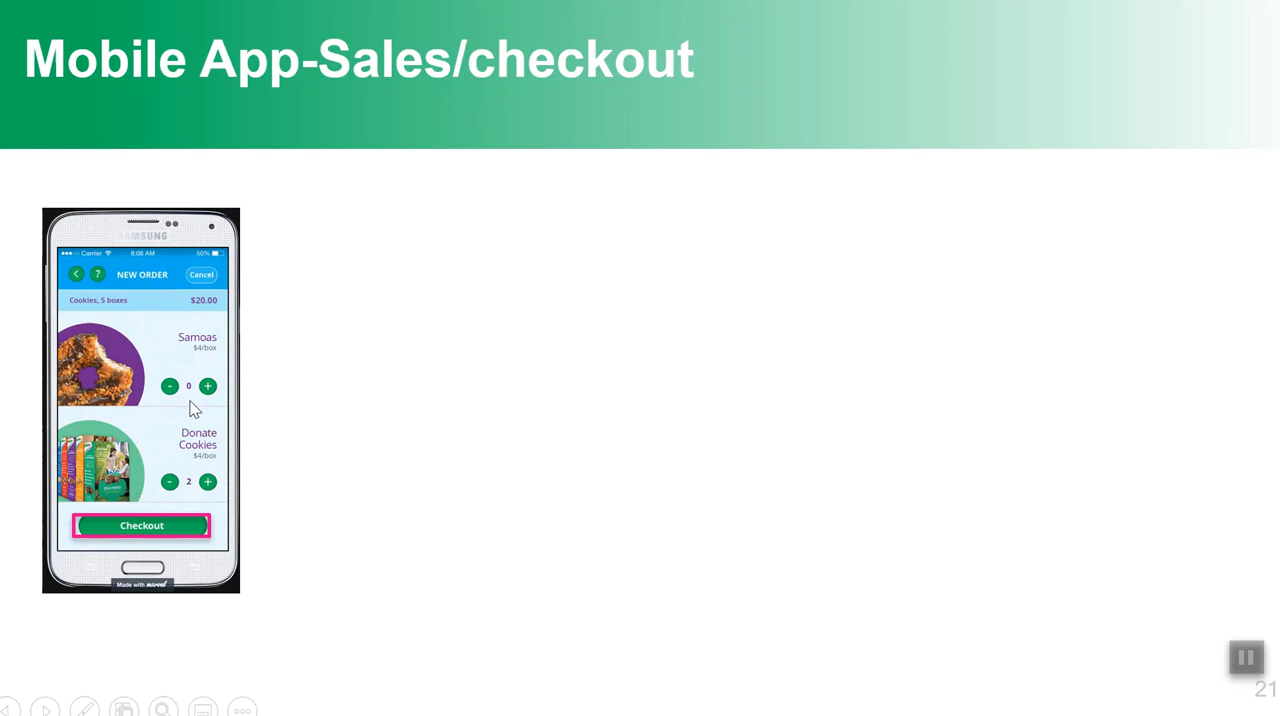 Mobile App-Sales/checkout
SAMSUNG
Carrier 8:08 AM 50%
? NEW ORDER Cancel
Cookies, 5 boxes $20.00
Samoas
$4/box
- 0 +
Donate
Cookies
$4/box
- 2 +
Checkout
Made with marvel
21